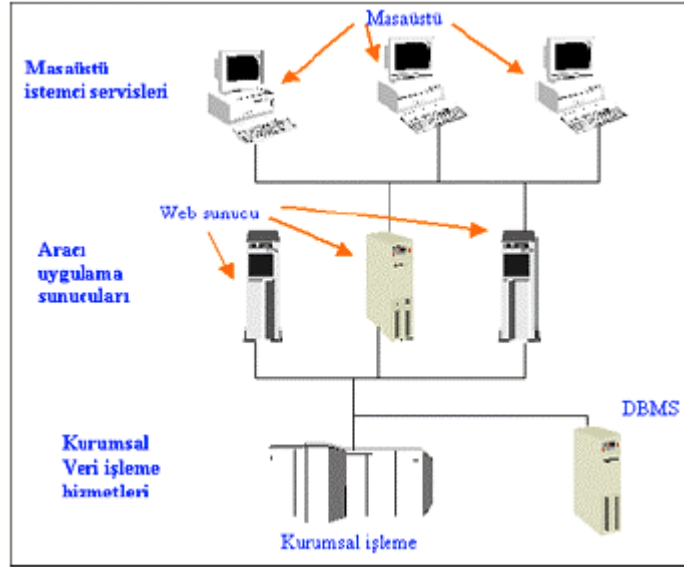 Masaüstü
Masaüstü
istemci servisleri
Web sunucu
Aracı
uygulama
sunucuları
DBMS
Kurumsal
Veri işleme
hizmetleri
Kurumsal işleme